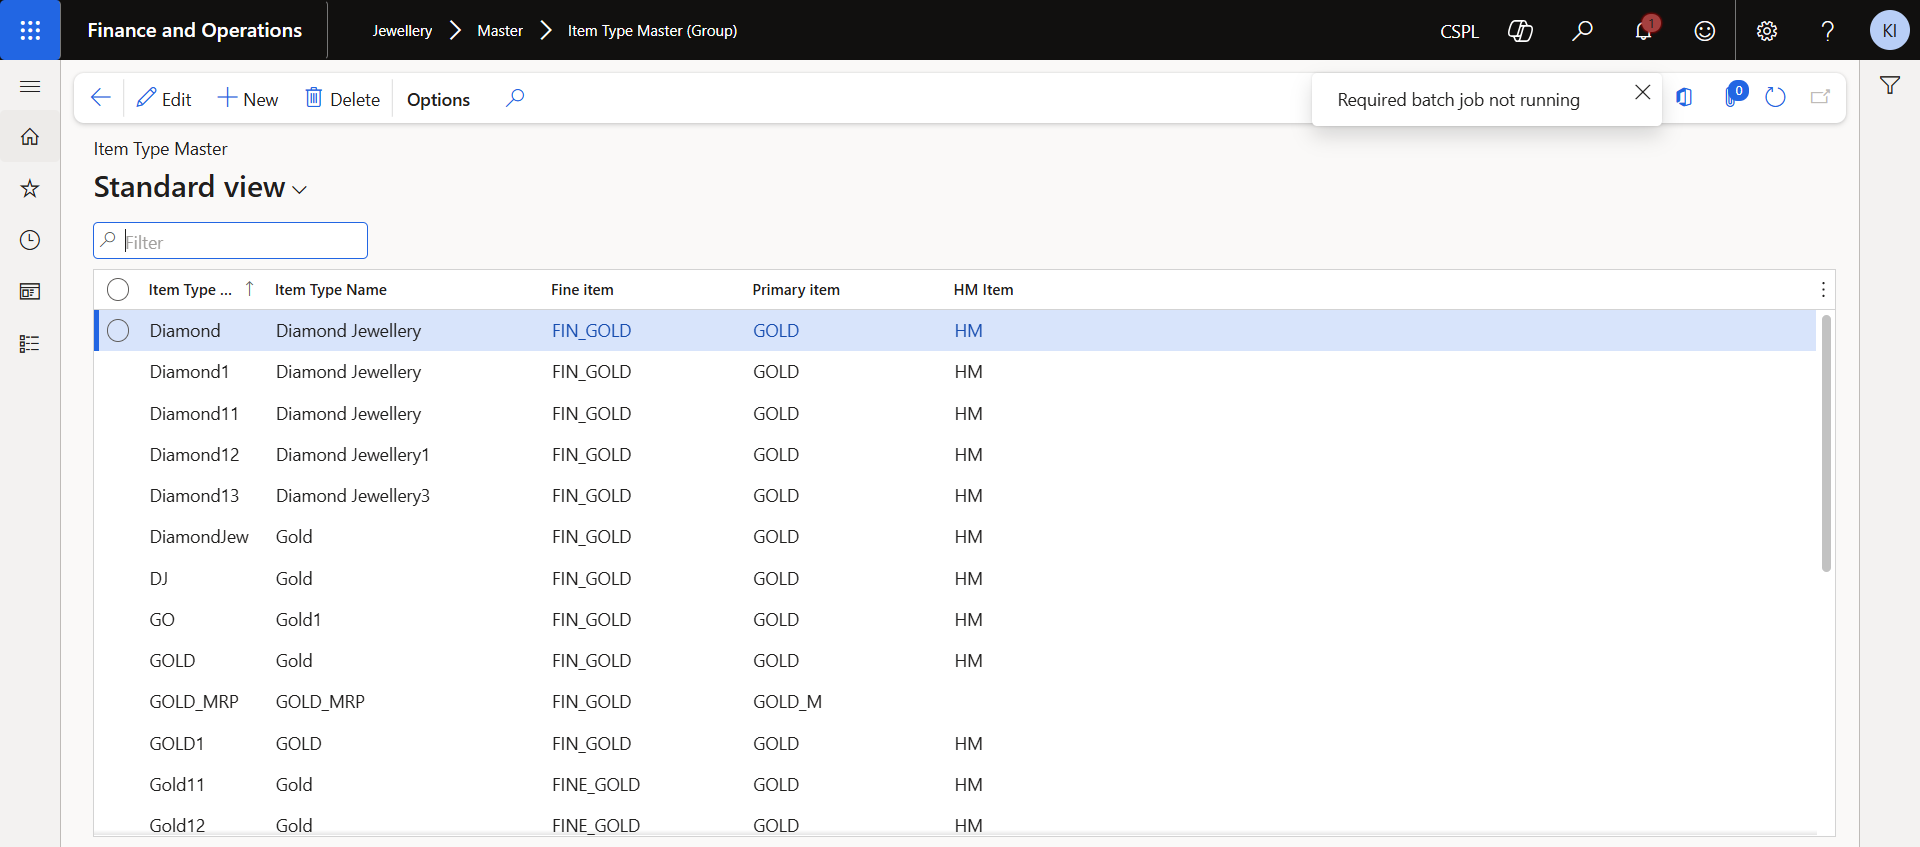 Finance and Operations Jewellery Master Item Type Master (Group) CSPL 1 ? KI
Edit New Delete Options Required batch job not running 0
Item Type Master
Standard view
Filter
Item Type ... Item Type Name Fine item Primary item HM Item
Diamond Diamond Jewellery FIN_GOLD GOLD HM
Diamond1 Diamond Jewellery FIN_GOLD GOLD HM
Diamond11 Diamond Jewellery FIN_GOLD GOLD HM
Diamond12 Diamond Jewellery1 FIN_GOLD GOLD HM
Diamond13 Diamond Jewellery3 FIN_GOLD GOLD HM
DiamondJew Gold FIN_GOLD GOLD HM
DJ Gold FIN_GOLD GOLD HM
GO Gold1 FIN_GOLD GOLD HM
GOLD Gold FIN_GOLD GOLD HM
GOLD_MRP GOLD_MRP FIN_GOLD GOLD_M
GOLD1 GOLD FIN_GOLD GOLD HM
Gold11 Gold FINE_GOLD GOLD HM
Gold12 Gold FINE_GOLD GOLD HM